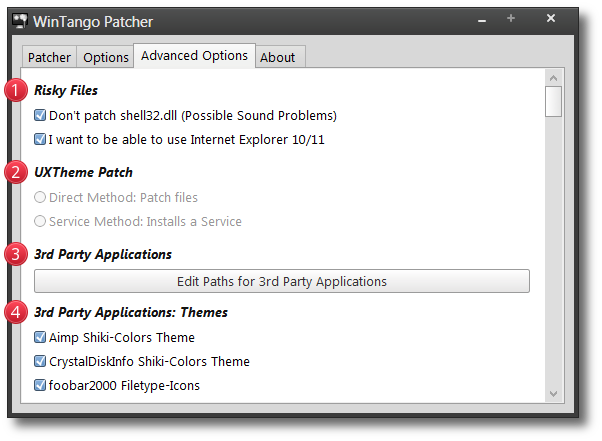 WinTango Patcher
Patcher Options Advanced Options About
1 Risky Files
Don't patch shell32.dll (Possible Sound Problems)
I want to be able to use Internet Explorer 10/11
2 UXTheme Patch
Direct Method: Patch files
Service Method: Installs a Service
3 3rd Party Applications
Edit Paths for 3rd Party Applications
4 3rd Party Applications: Themes
Aimp Shiki-Colors Theme
CrystalDiskInfo Shiki-Colors Theme
foobar2000 Filetype-Icons